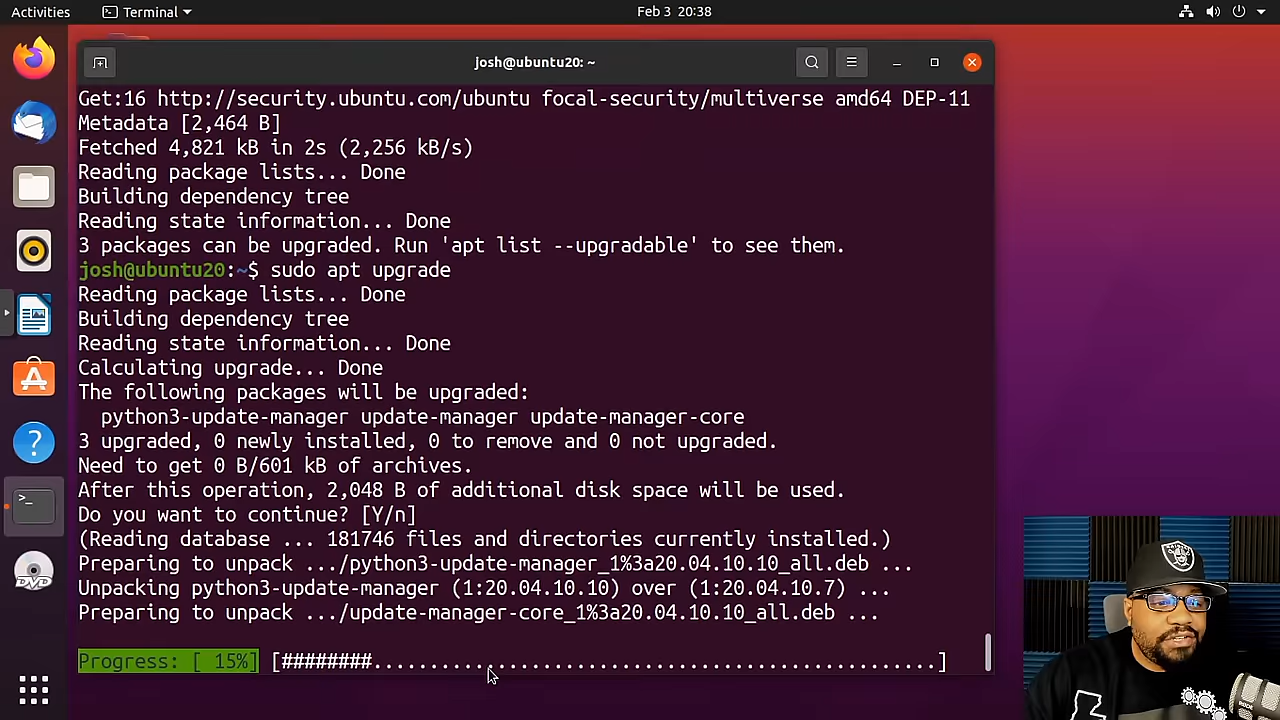 Activities
Terminal
Feb 3 20:38
josh@ubuntu20: ~
Get:16 http://security.ubuntu.com/ubuntu focal-security/multiverse amd64 DEP-11
Metadata [2,464 B]
Fetched 4,821 kB in 2s (2,256 kB/s)
Reading package lists... Done
Building dependency tree
Reading state information... Done
3 packages can be upgraded. Run 'apt list --upgradable' to see them.
josh@ubuntu20:~$ sudo apt upgrade
Reading package lists... Done
Building dependency tree
Reading state information... Done
Calculating upgrade... Done
The following packages will be upgraded:
python3-update-manager update-manager update-manager-core
3 upgraded, 0 newly installed, 0 to remove and 0 not upgraded.
Need to get 0 B/601 kB of archives.
After this operation, 2,048 B of additional disk space will be used.
Do you want to continue? [Y/n]
(Reading database ... 181746 files and directories currently installed.)
Preparing to unpack .../python3-update-manager_1%3a20.04.10.10_all.deb ...
Unpacking python3-update-manager (1:20.04.10.10) over (1:20.04.10.7) ...
Preparing to unpack .../update-manager-core_1%3a20.04.10.10_all.deb ...
Progress: [ 15%] [########..................................................]
>_
?
DVD